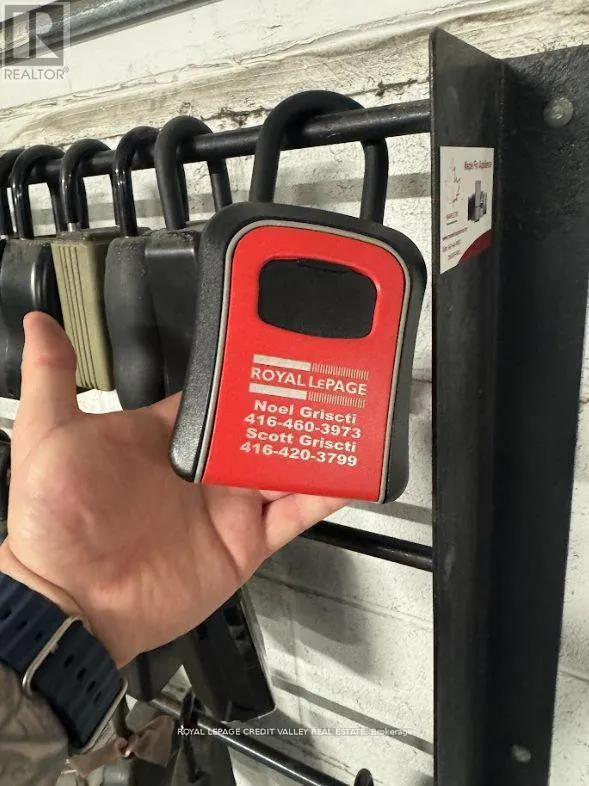 R
REALTOR®
ROYAL LEPAGE
Noel Griscti
416-460-3973
Scott Griscti
416-420-3799
ROYAL LEPAGE CREDIT VALLEY REAL ESTATE, Brokerage